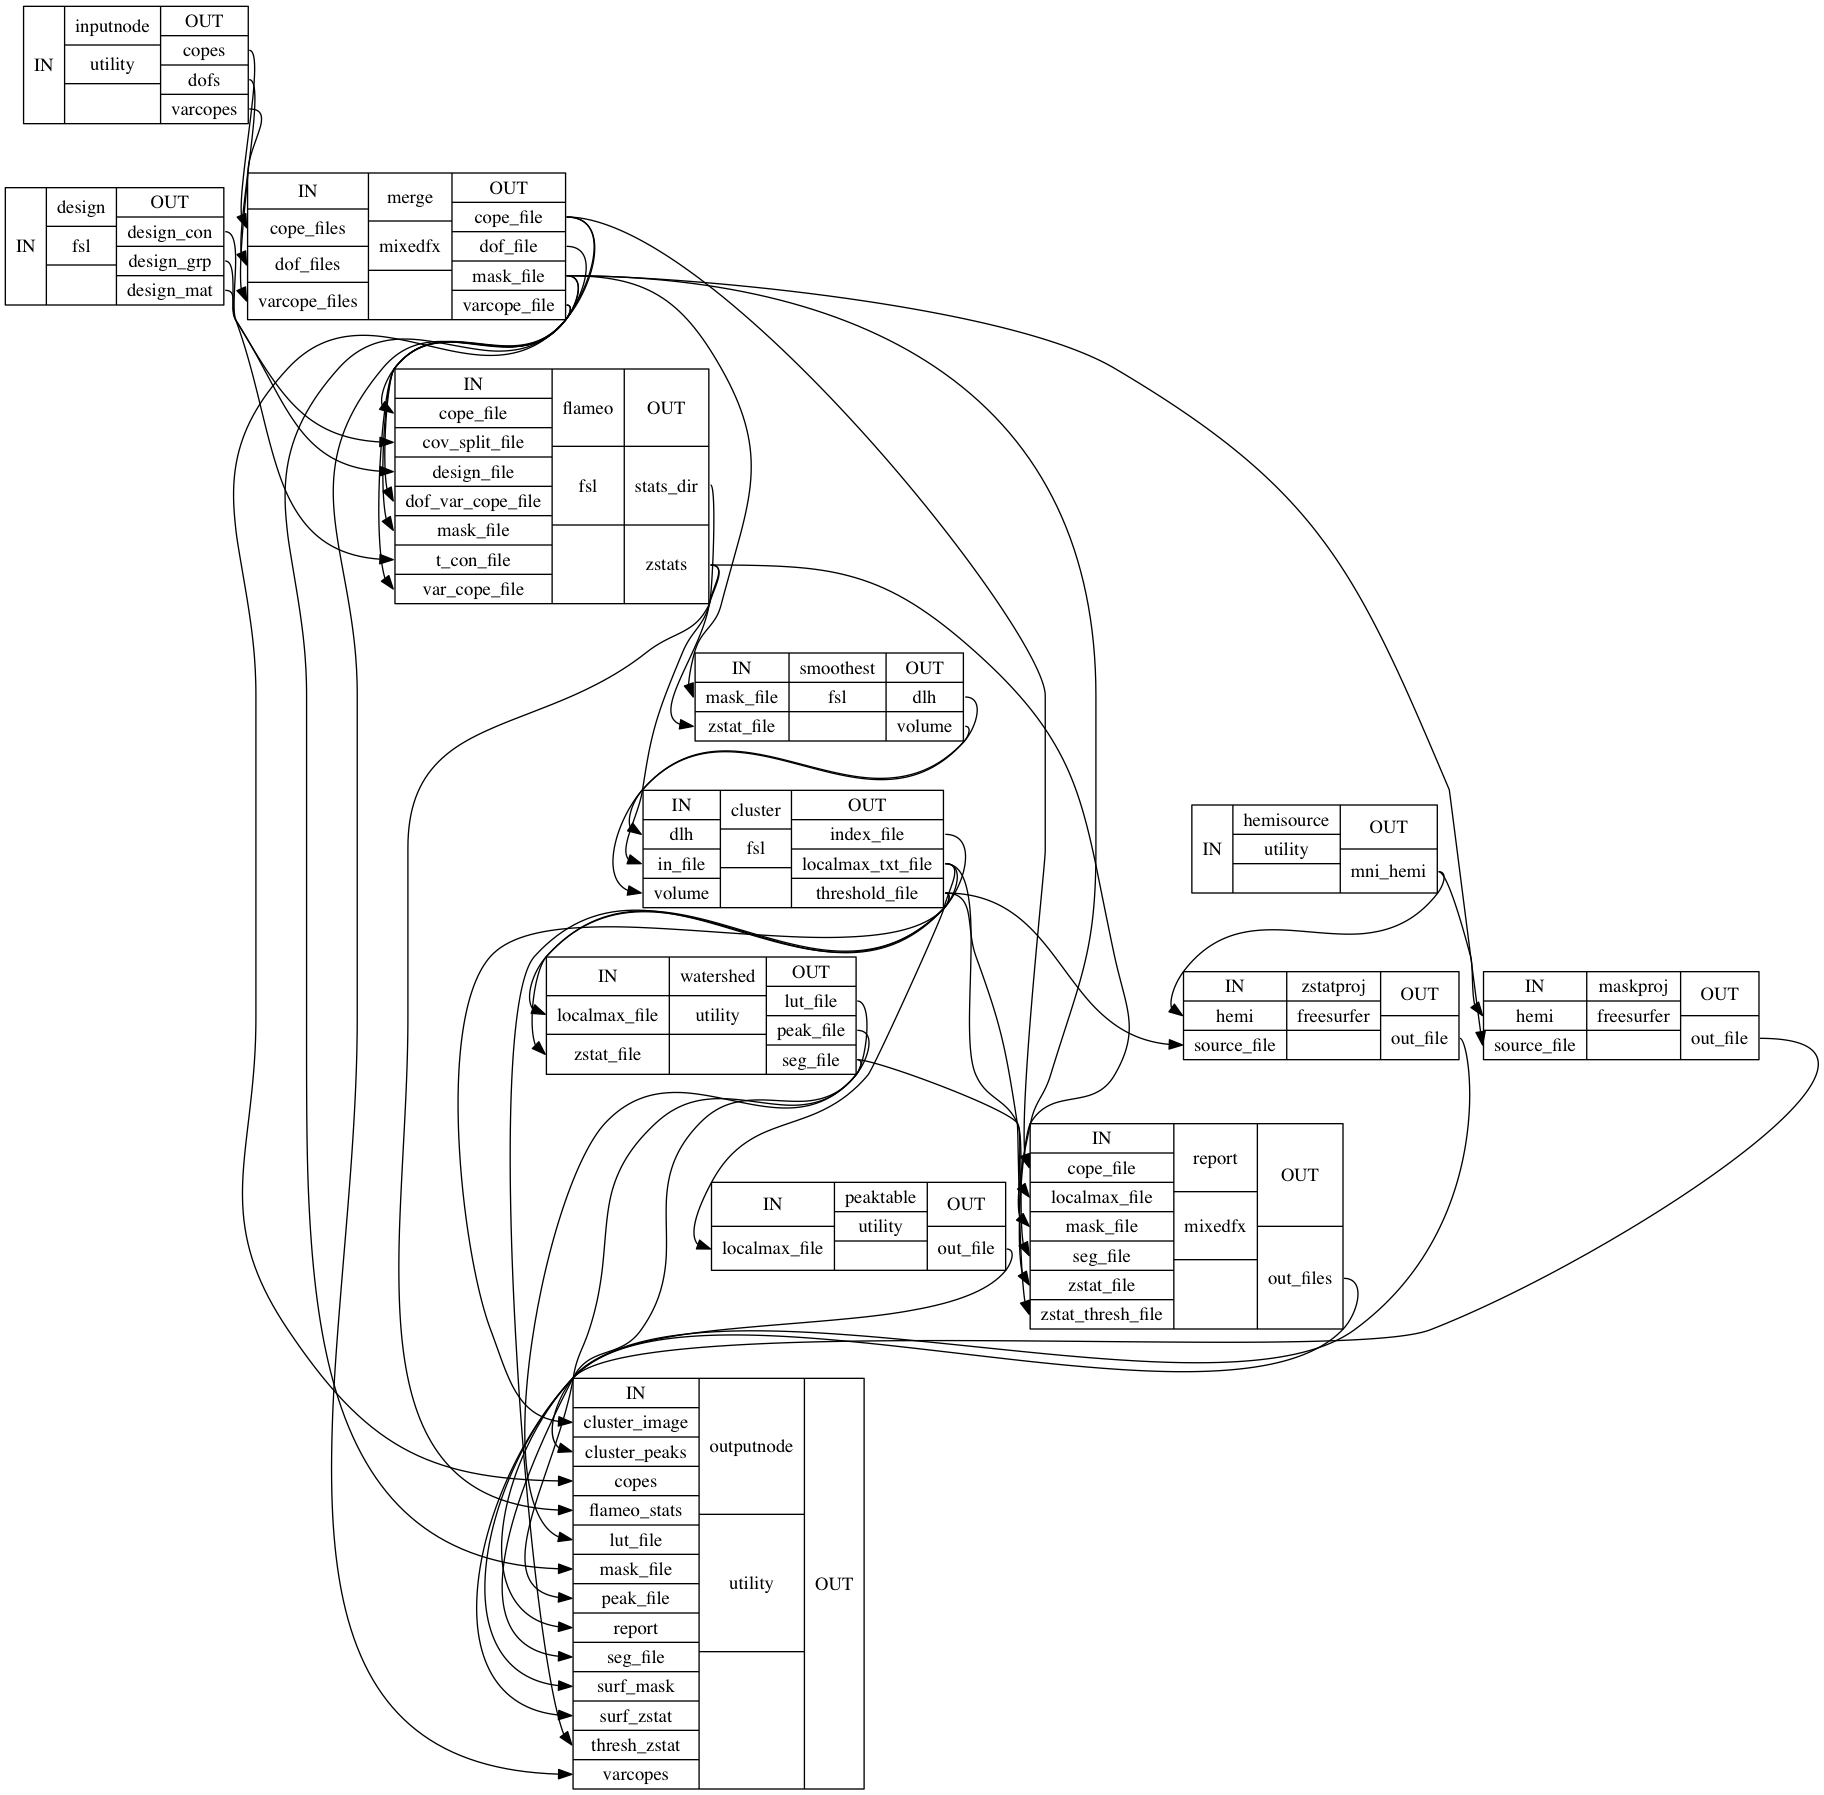 IN
inputnode
utility
OUT
copes
dofs
varcopes
IN
design
fsl
OUT
design_con
design_grp
design_mat
IN
cope_files
dof_files
varcope_files
merge
mixedfx
OUT
cope_file
dof_file
mask_file
varcope_file
IN
cope_file
cov_split_file
design_file
dof_var_cope_file
mask_file
t_con_file
var_cope_file
flameo
fsl
OUT
stats_dir
zstats
IN
mask_file
zstat_file
smoothest
fsl
OUT
dlh
volume
IN
dlh
in_file
volume
cluster
fsl
OUT
index_file
localmax_txt_file
threshold_file
IN
hemisource
utility
OUT
mni_hemi
IN
localmax_file
zstat_file
watershed
utility
OUT
lut_file
peak_file
seg_file
IN
hemi
source_file
zstatproj
freesurfer
OUT
out_file
IN
hemi
source_file
maskproj
freesurfer
OUT
out_file
IN
localmax_file
peaktable
utility
OUT
out_file
IN
cope_file
localmax_file
mask_file
seg_file
zstat_file
zstat_thresh_file
report
mixedfx
OUT
out_files
IN
cluster_image
cluster_peaks
copes
flameo_stats
lut_file
mask_file
peak_file
report
seg_file
surf_mask
surf_zstat
thresh_zstat
varcopes
outputnode
utility
OUT